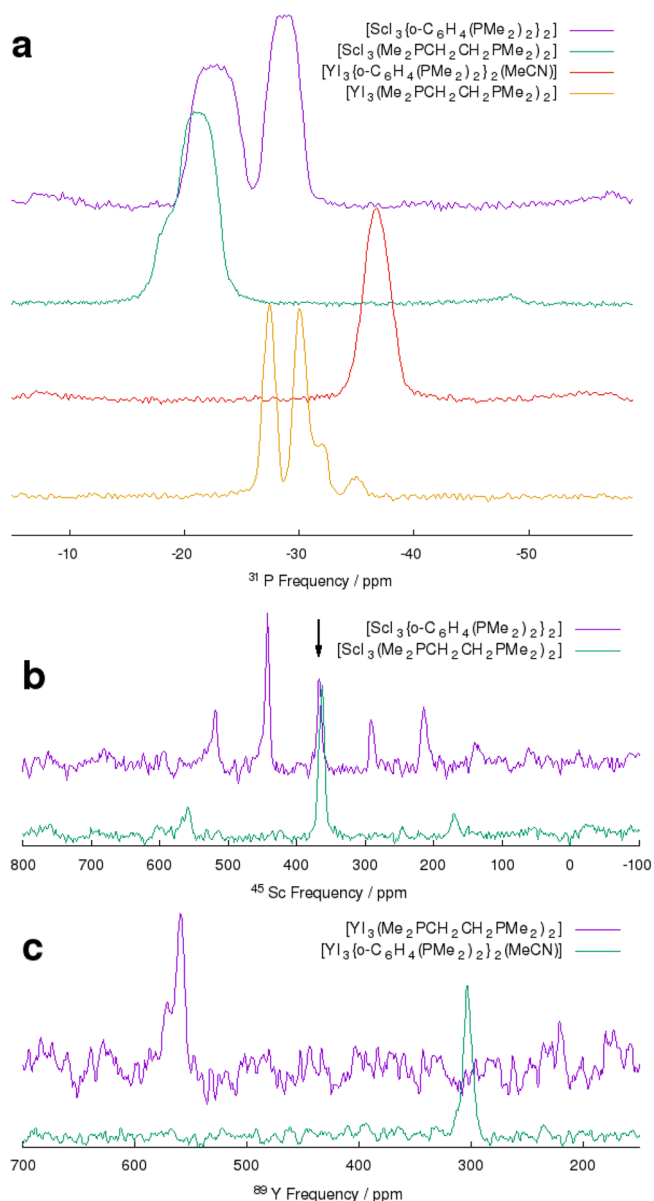 a
[ScI3{o-C6H4(PMe2)2}2]
[ScI3(Me2PCH2CH2PMe2)2]
[YI3{o-C6H4(PMe2)2}2(MeCN)]
[YI3(Me2PCH2CH2PMe2)2]
-10 -20 -30 -40 -50
31P Frequency / ppm
b
[ScI3{o-C6H4(PMe2)2}2]
[ScI3(Me2PCH2CH2PMe2)2]
800 700 600 500 400 300 200 100 0 -100
45Sc Frequency / ppm
c
[YI3(Me2PCH2CH2PMe2)2]
[YI3{o-C6H4(PMe2)2}2(MeCN)]
700 600 500 400 300 200
89Y Frequency / ppm